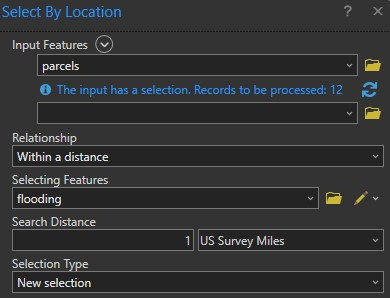 Select By Location ? ×
Input Features
parcels
The input has a selection. Records to be processed: 12
Relationship
Within a distance
Selecting Features
flooding
Search Distance
1 US Survey Miles
Selection Type
New selection